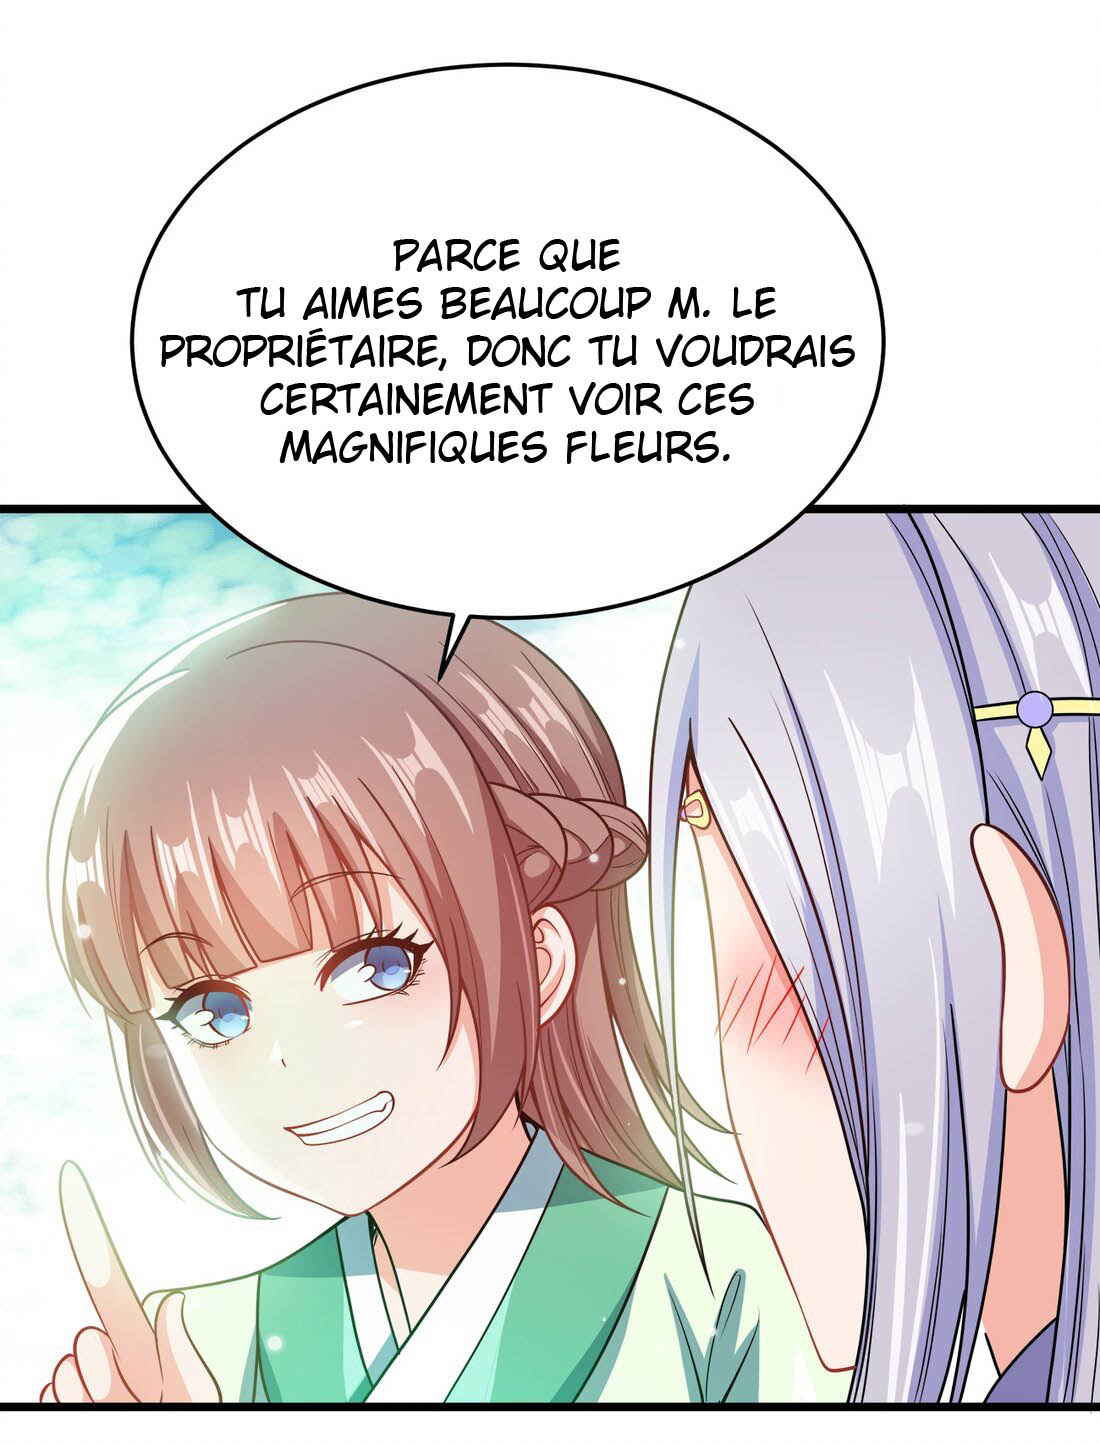 PARCE QUE
TU AIMES BEAUCOUP M. LE
PROPRIÉTAIRE, DONC TU VOUDRAIS
CERTAINEMENT VOIR CES
MAGNIFIQUES FLEURS.